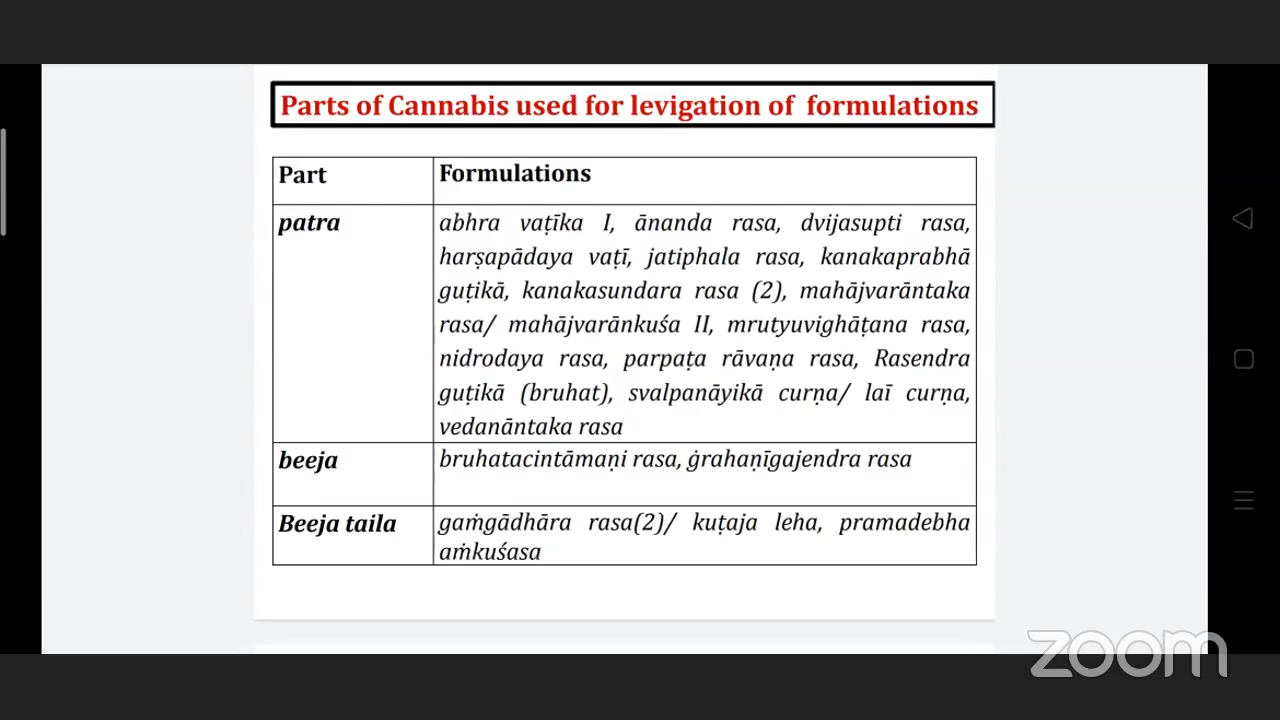 Parts of Cannabis used for levigation of formulations
Part
Formulations
patra
abhra vaṭīka I, ānanda rasa, dvijasupti rasa,
harṣapādaya vaṭī, jatiphala rasa, kanakaprabhā
guṭikā, kanakasundara rasa (2), mahājvarāntaka
rasa/ mahājvarānkuśa II, mrutyuvighāṭana rasa,
nidrodaya rasa, parpaṭa rāvaṇa rasa, Rasendra
guṭikā (bruhat), svalpanāyikā curṇa/ laī curṇa,
vedanāntaka rasa
beeja
bruhatacintāmaṇi rasa, ġrahaṇīgajendra rasa
Beeja taila
gaṁgādhāra rasa(2)/ kuṭaja leha, pramadebha
aṁkuśasa
zoom